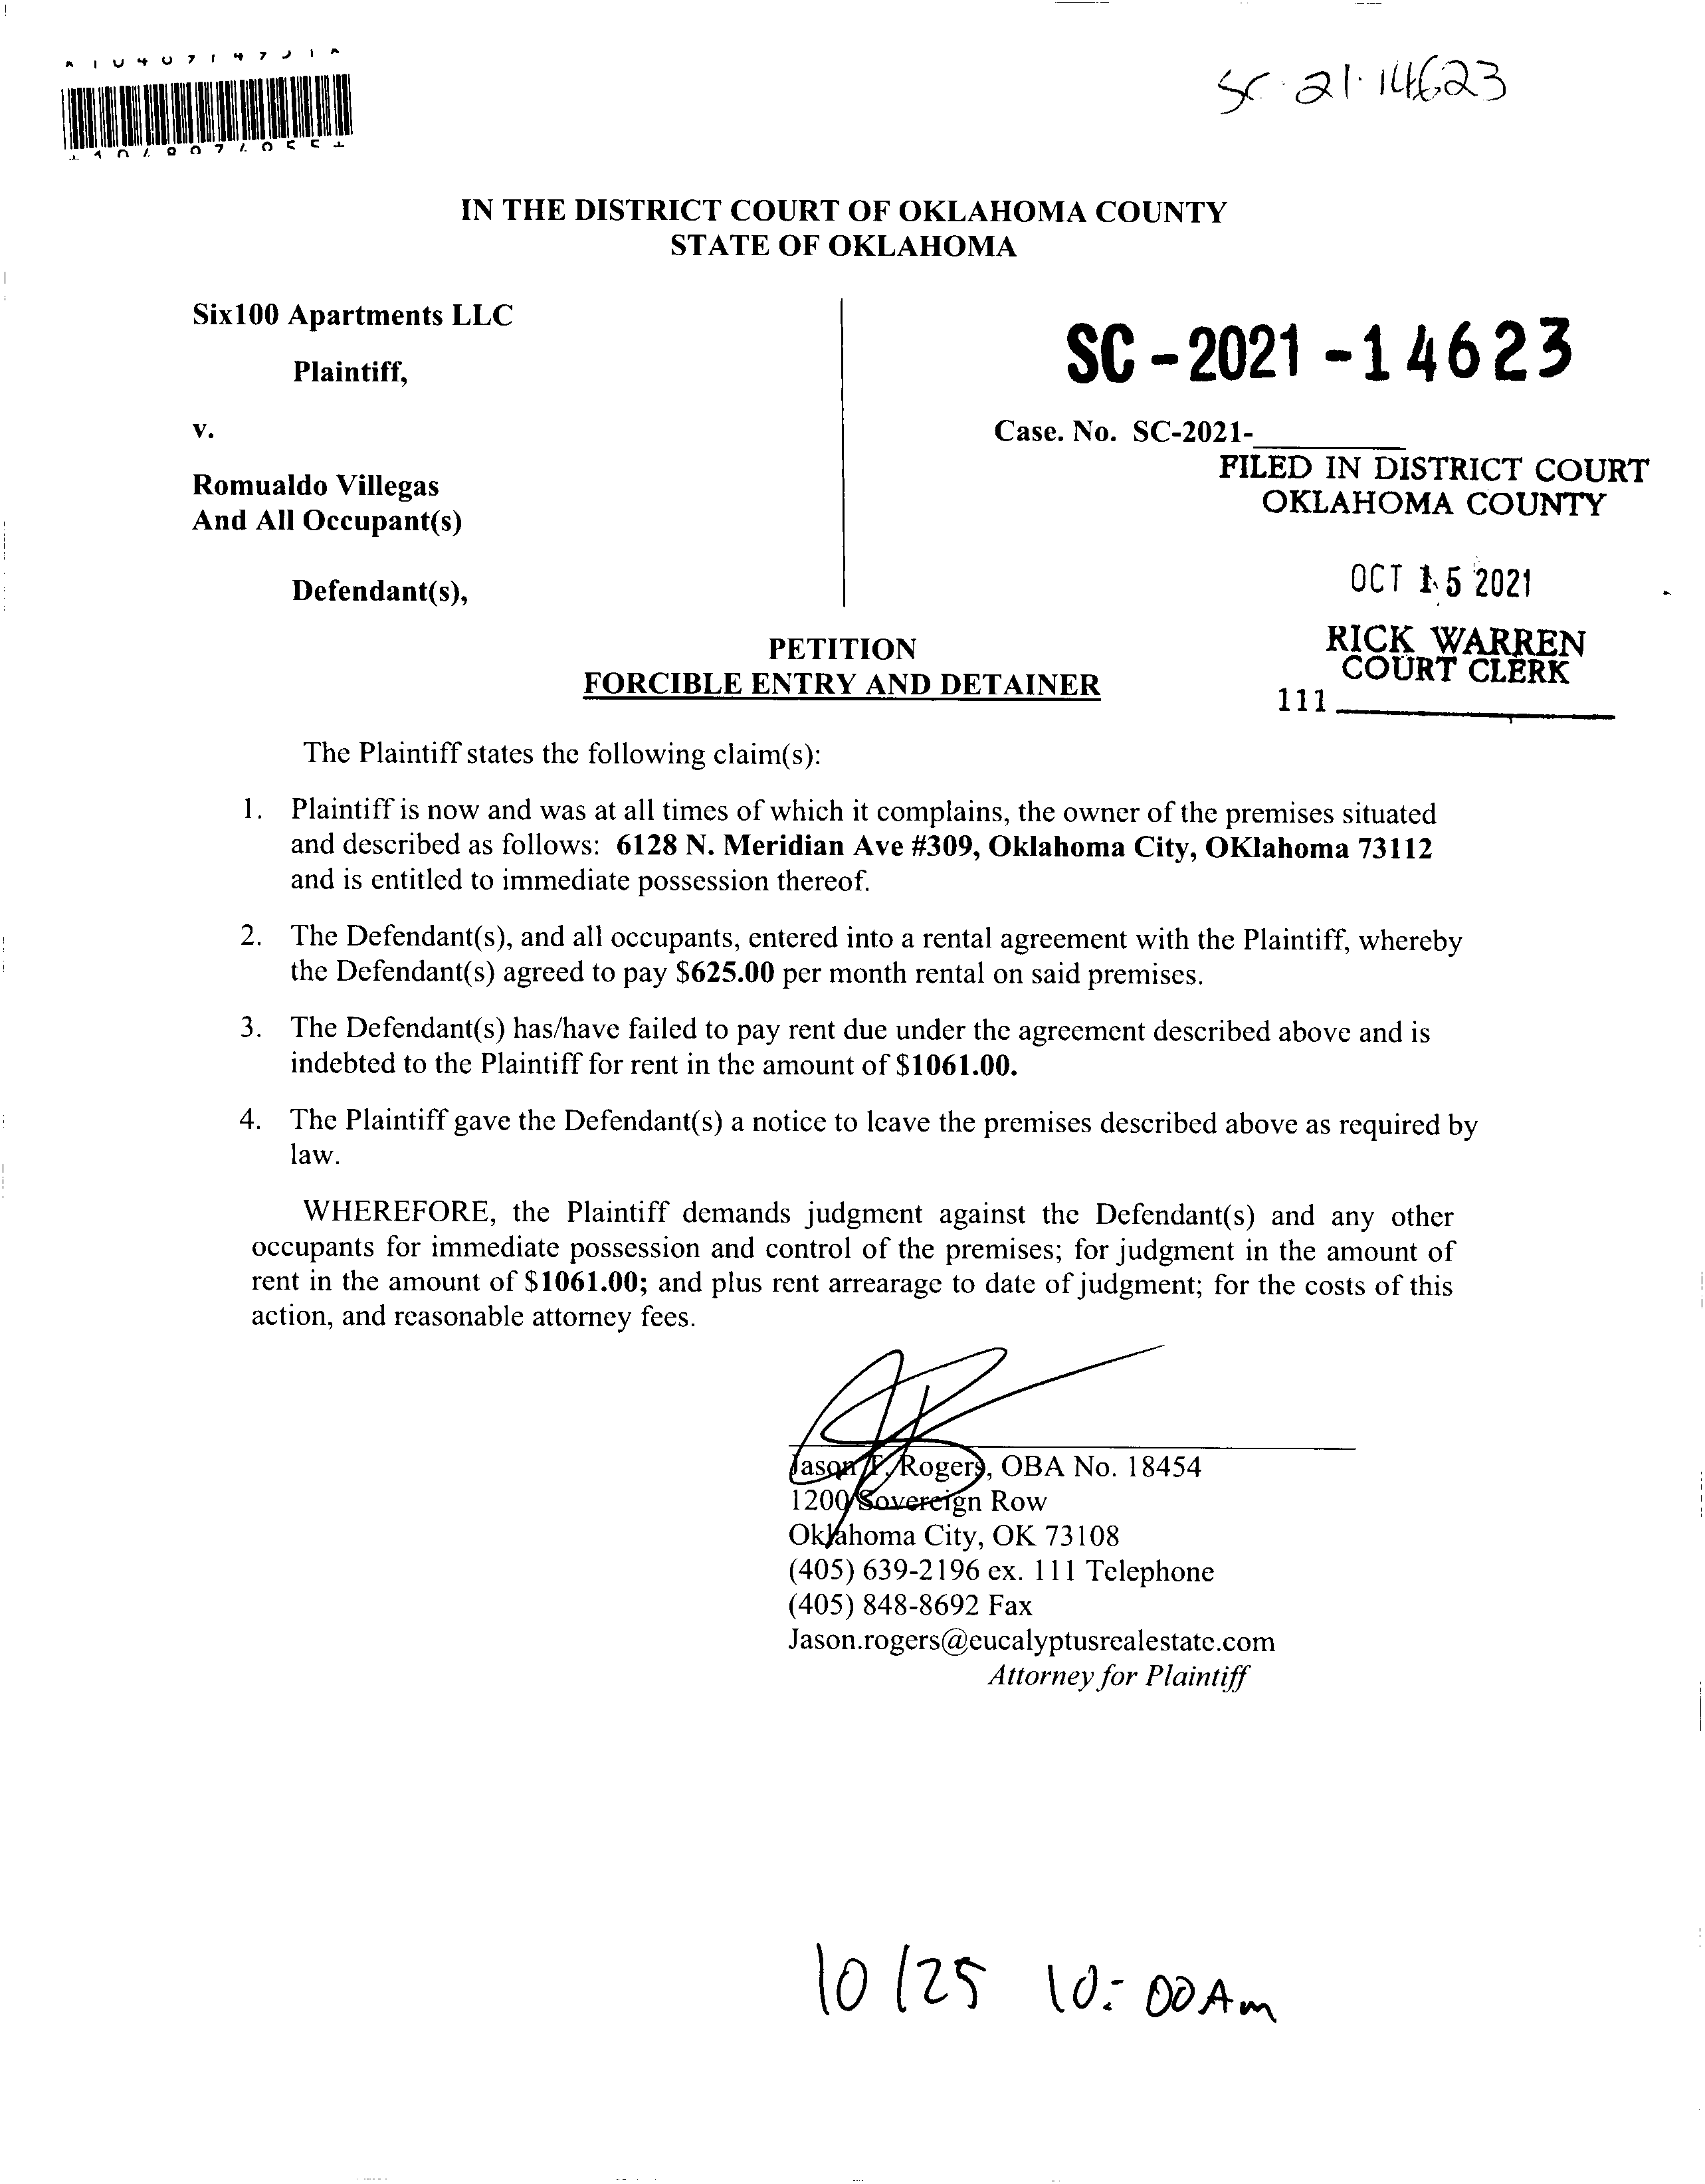 SC-21-14623
IN THE DISTRICT COURT OF OKLAHOMA COUNTY
STATE OF OKLAHOMA
Six100 Apartments LLC
Plaintiff,
v.
Romualdo Villegas
And All Occupant(s)
Defendant(s),
SC-2021-14623
Case. No. SC-2021-________
FILED IN DISTRICT COURT
OKLAHOMA COUNTY
OCT 15 2021
RICK WARREN
COURT CLERK
111
PETITION
FORCIBLE ENTRY AND DETAINER
The Plaintiff states the following claim(s):
1. Plaintiff is now and was at all times of which it complains, the owner of the premises situated
and described as follows: 6128 N. Meridian Ave #309, Oklahoma City, OKlahoma 73112
and is entitled to immediate possession thereof.
2. The Defendant(s), and all occupants, entered into a rental agreement with the Plaintiff, whereby
the Defendant(s) agreed to pay $625.00 per month rental on said premises.
3. The Defendant(s) has/have failed to pay rent due under the agreement described above and is
indebted to the Plaintiff for rent in the amount of $1061.00.
4. The Plaintiff gave the Defendant(s) a notice to leave the premises described above as required by
law.
WHEREFORE, the Plaintiff demands judgment against the Defendant(s) and any other
occupants for immediate possession and control of the premises; for judgment in the amount of
rent in the amount of $1061.00; and plus rent arrearage to date of judgment; for the costs of this
action, and reasonable attorney fees.
Jason Rogers, OBA No. 18454
1200 Sovereign Row
Oklahoma City, OK 73108
(405) 639-2196 ex. 111 Telephone
(405) 848-8692 Fax
Jason.rogers@eucalyptusrealestate.com
Attorney for Plaintiff
10/25 10:00Am